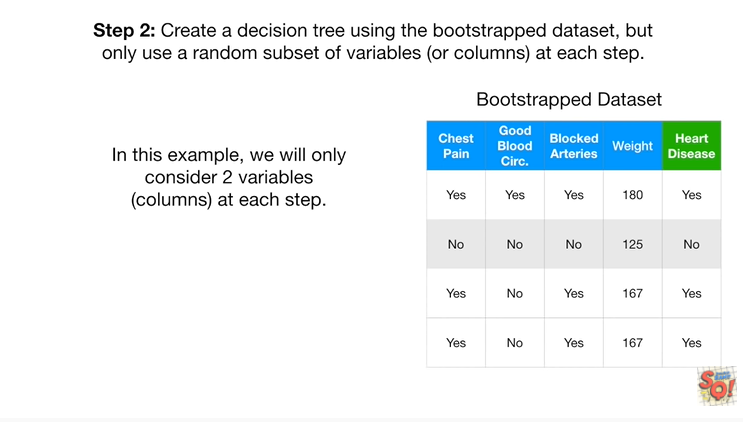 Step 2: Create a decision tree using the bootstrapped dataset, but
only use a random subset of variables (or columns) at each step.
Bootstrapped Dataset
In this example, we will only
consider 2 variables
(columns) at each step.
Chest Pain Good Blood Circ. Blocked Arteries Weight Heart Disease
Yes Yes Yes 180 Yes
No No No 125 No
Yes No Yes 167 Yes
Yes No Yes 167 Yes
SQ!